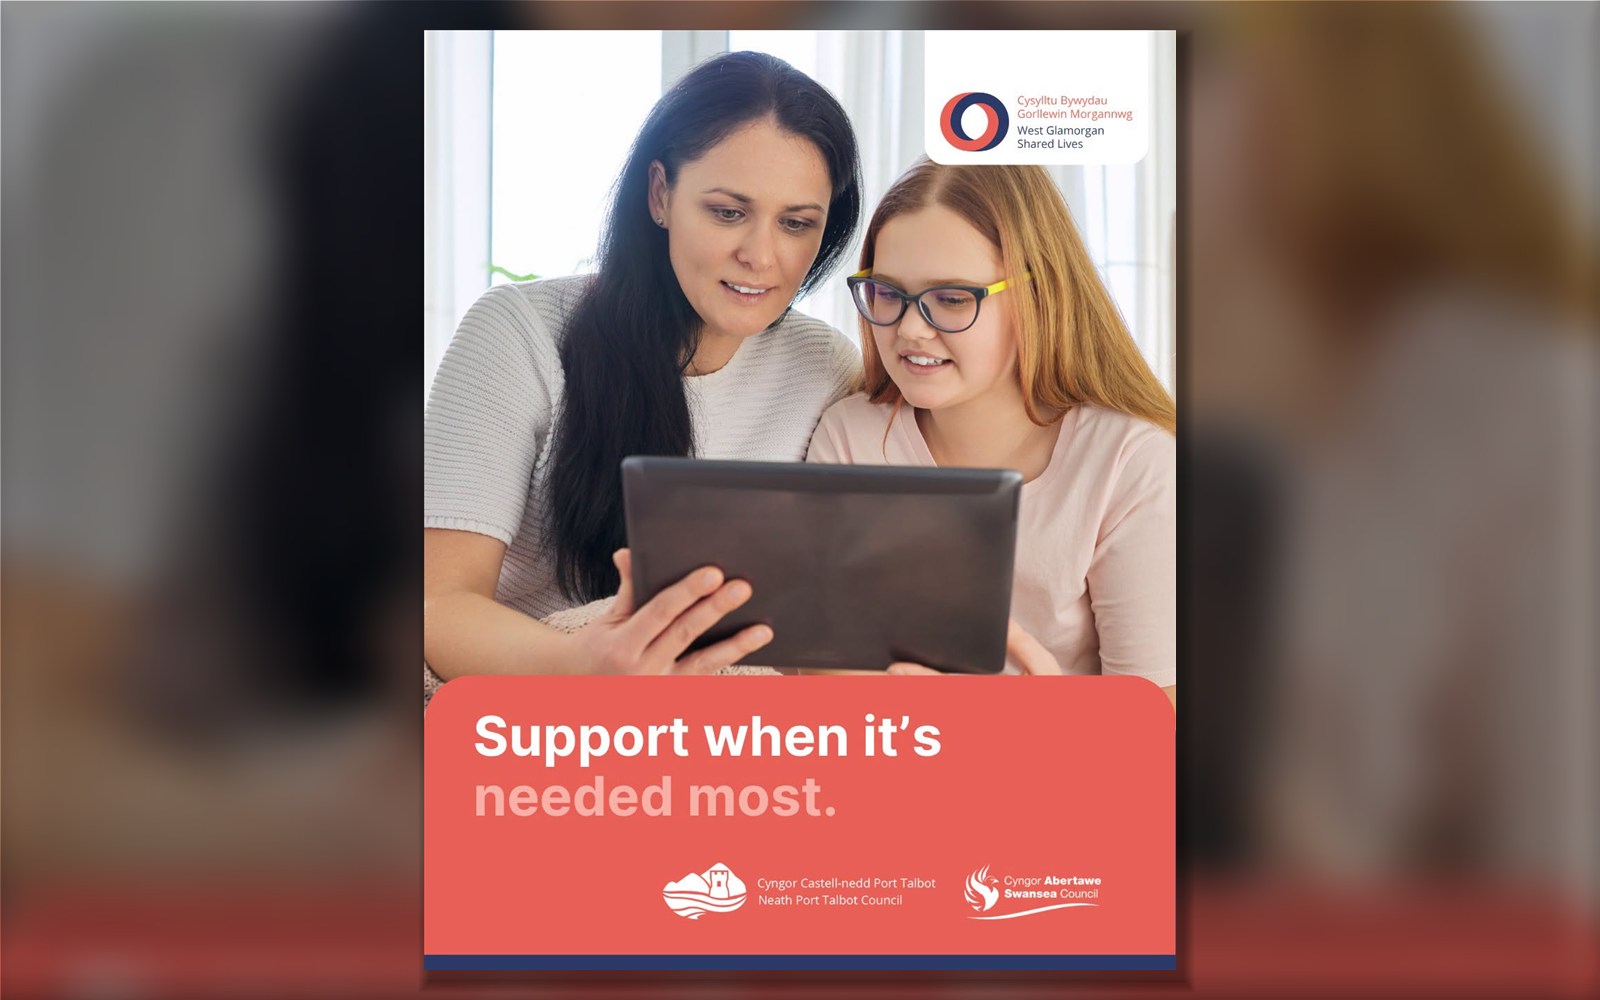 Cysylltu Bywydau
Gorllewin Morgannwg
West Glamorgan
Shared Lives
Support when it’s
needed most.
Cyngor Castell-nedd Port Talbot
Neath Port Talbot Council
Cyngor Abertawe
Swansea Council